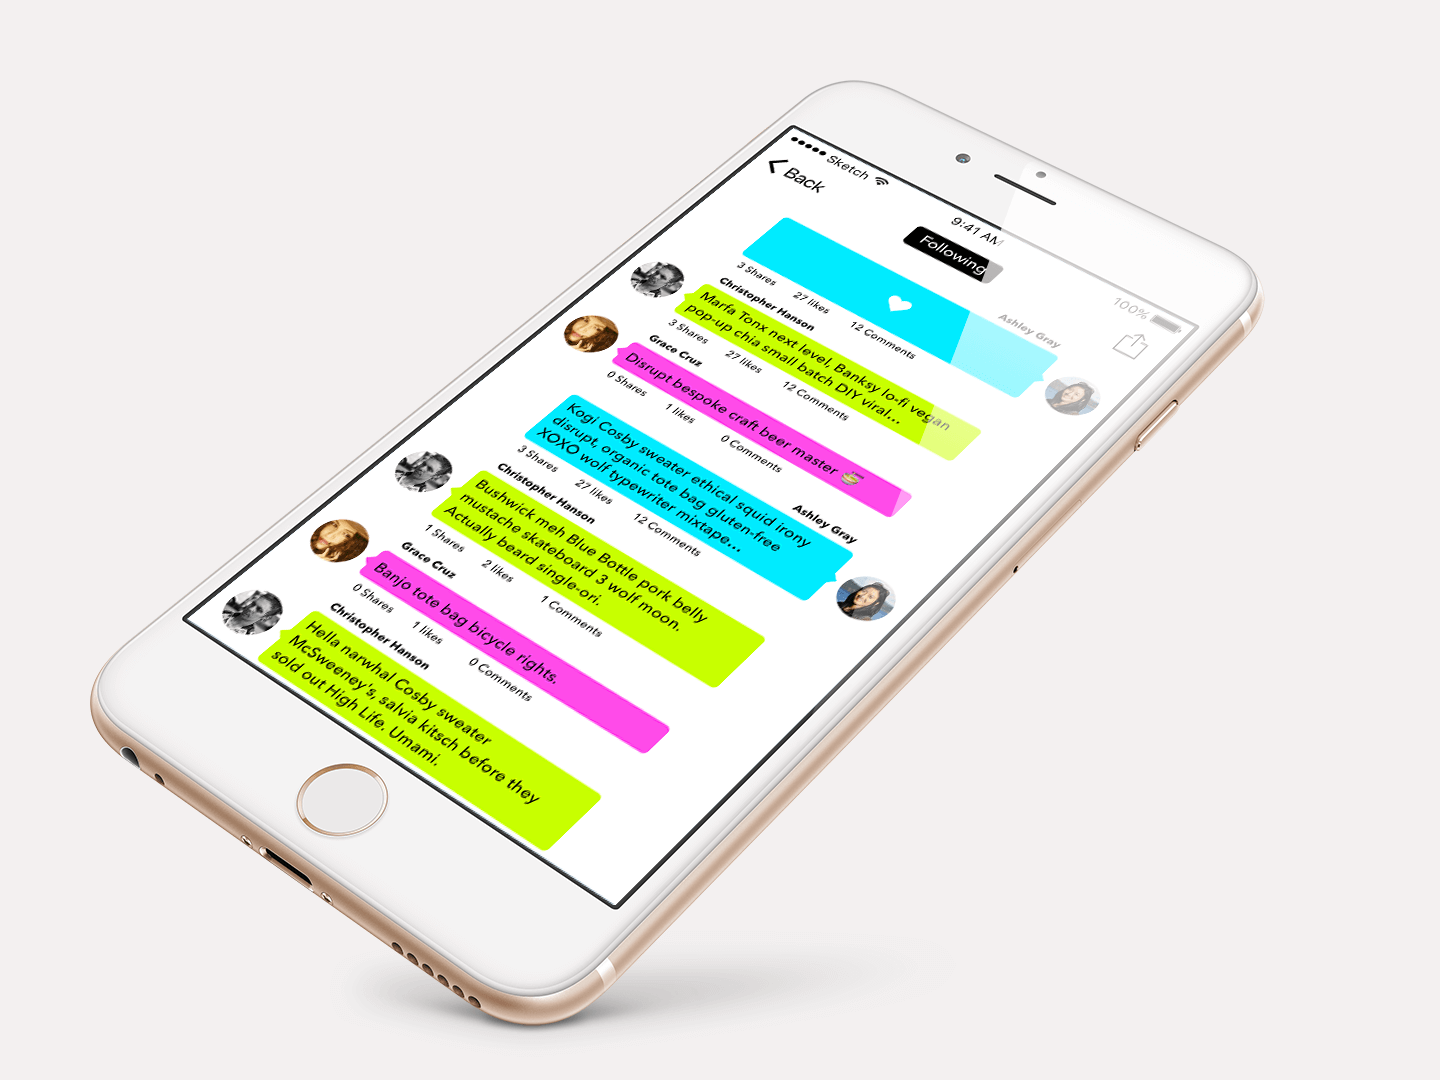 Sketch
9:41 AM
100%
Back
Following
Ashley Gray
3 Shares
27 likes
12 Comments
Christopher Hanson
Marfa Tonx next level, Banksy lo-fi vegan
pop-up chia small batch DIY viral...
3 Shares
27 likes
12 Comments
Grace Cruz
Disrupt bespoke craft beer master 🍜
0 Shares
1 likes
0 Comments
Ashley Gray
Kogi Cosby sweater ethical squid irony
disrupt, organic tote bag gluten-free
XOXO wolf typewriter mixtape...
3 Shares
27 likes
12 Comments
Christopher Hanson
Bushwick meh Blue Bottle pork belly
mustache skateboard 3 wolf moon.
Actually beard single-ori.
1 Shares
2 likes
1 Comments
Grace Cruz
Banjo tote bag bicycle rights.
0 Shares
1 likes
0 Comments
Christopher Hanson
Hella narwhal Cosby sweater
McSweeney's, salvia kitsch before they
sold out High Life. Umami.